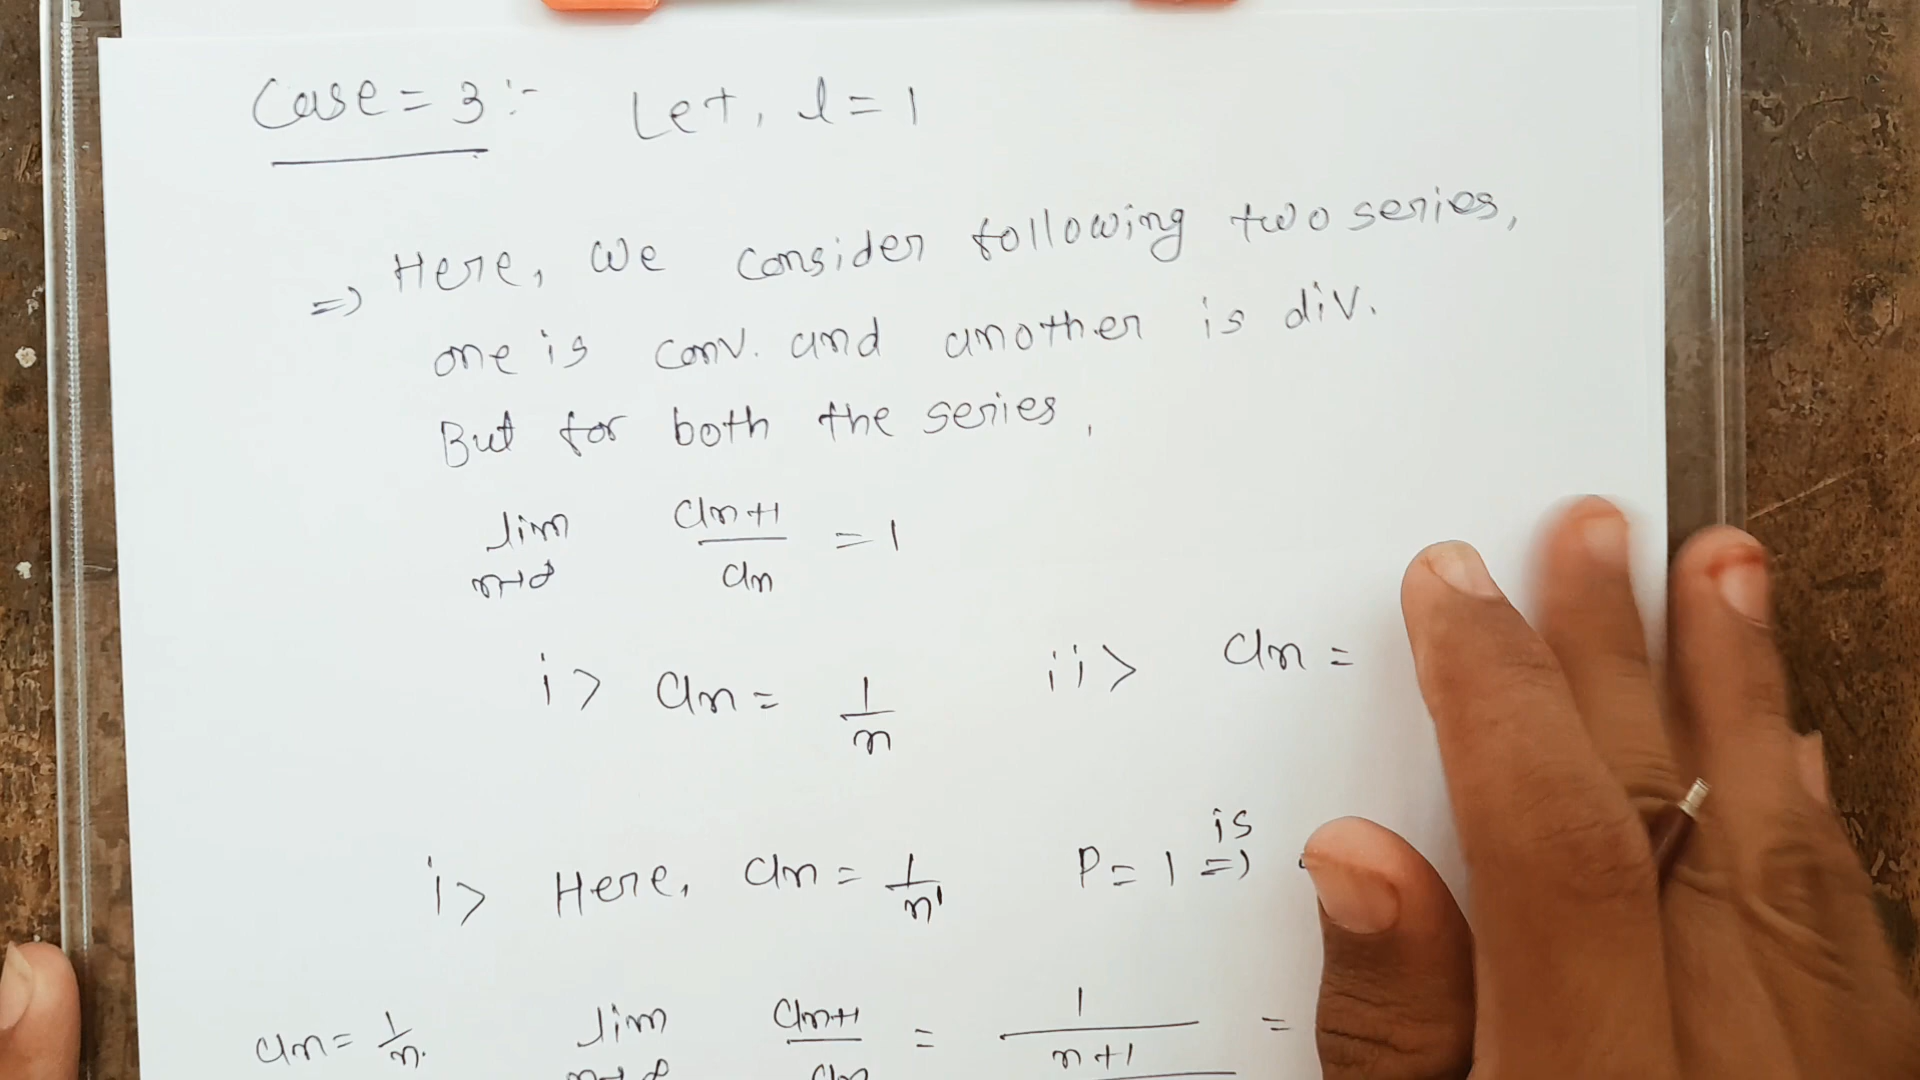 Case = 3 :- Let, l = 1
=> Here, We consider following two series,
one is conv. and another is div.
But for both the series,
lim n→∞ an+1/an = 1
i> an = 1/n ii> an =
i> Here, an = 1/n¹ P = 1 is =>
an = 1/n. lim n→∞ an+1/an = 1/n+1 =